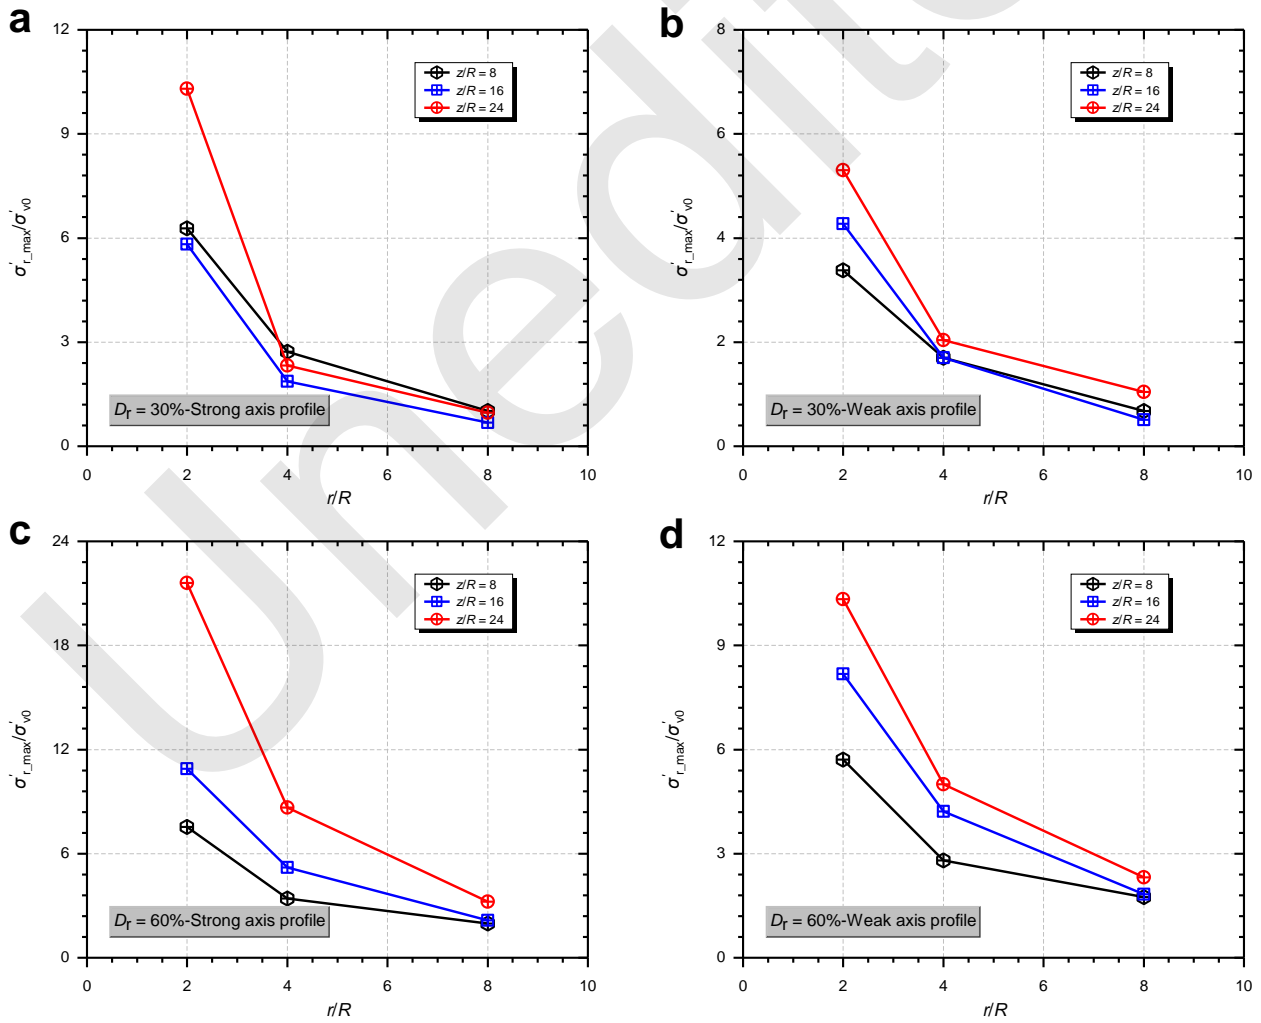 a
12
9
6
3
0
σ′r_max/σ′v0
z/R = 8
z/R = 16
z/R = 24
Dr = 30%-Strong axis profile
0 2 4 6 8 10
r/R
b
8
6
4
2
0
σ′r_max/σ′v0
z/R = 8
z/R = 16
z/R = 24
Dr = 30%-Weak axis profile
0 2 4 6 8 10
r/R
c
24
18
12
6
0
σ′r_max/σ′v0
z/R = 8
z/R = 16
z/R = 24
Dr = 60%-Strong axis profile
0 2 4 6 8 10
r/R
d
12
9
6
3
0
σ′r_max/σ′v0
z/R = 8
z/R = 16
z/R = 24
Dr = 60%-Weak axis profile
0 2 4 6 8 10
r/R
Unedite